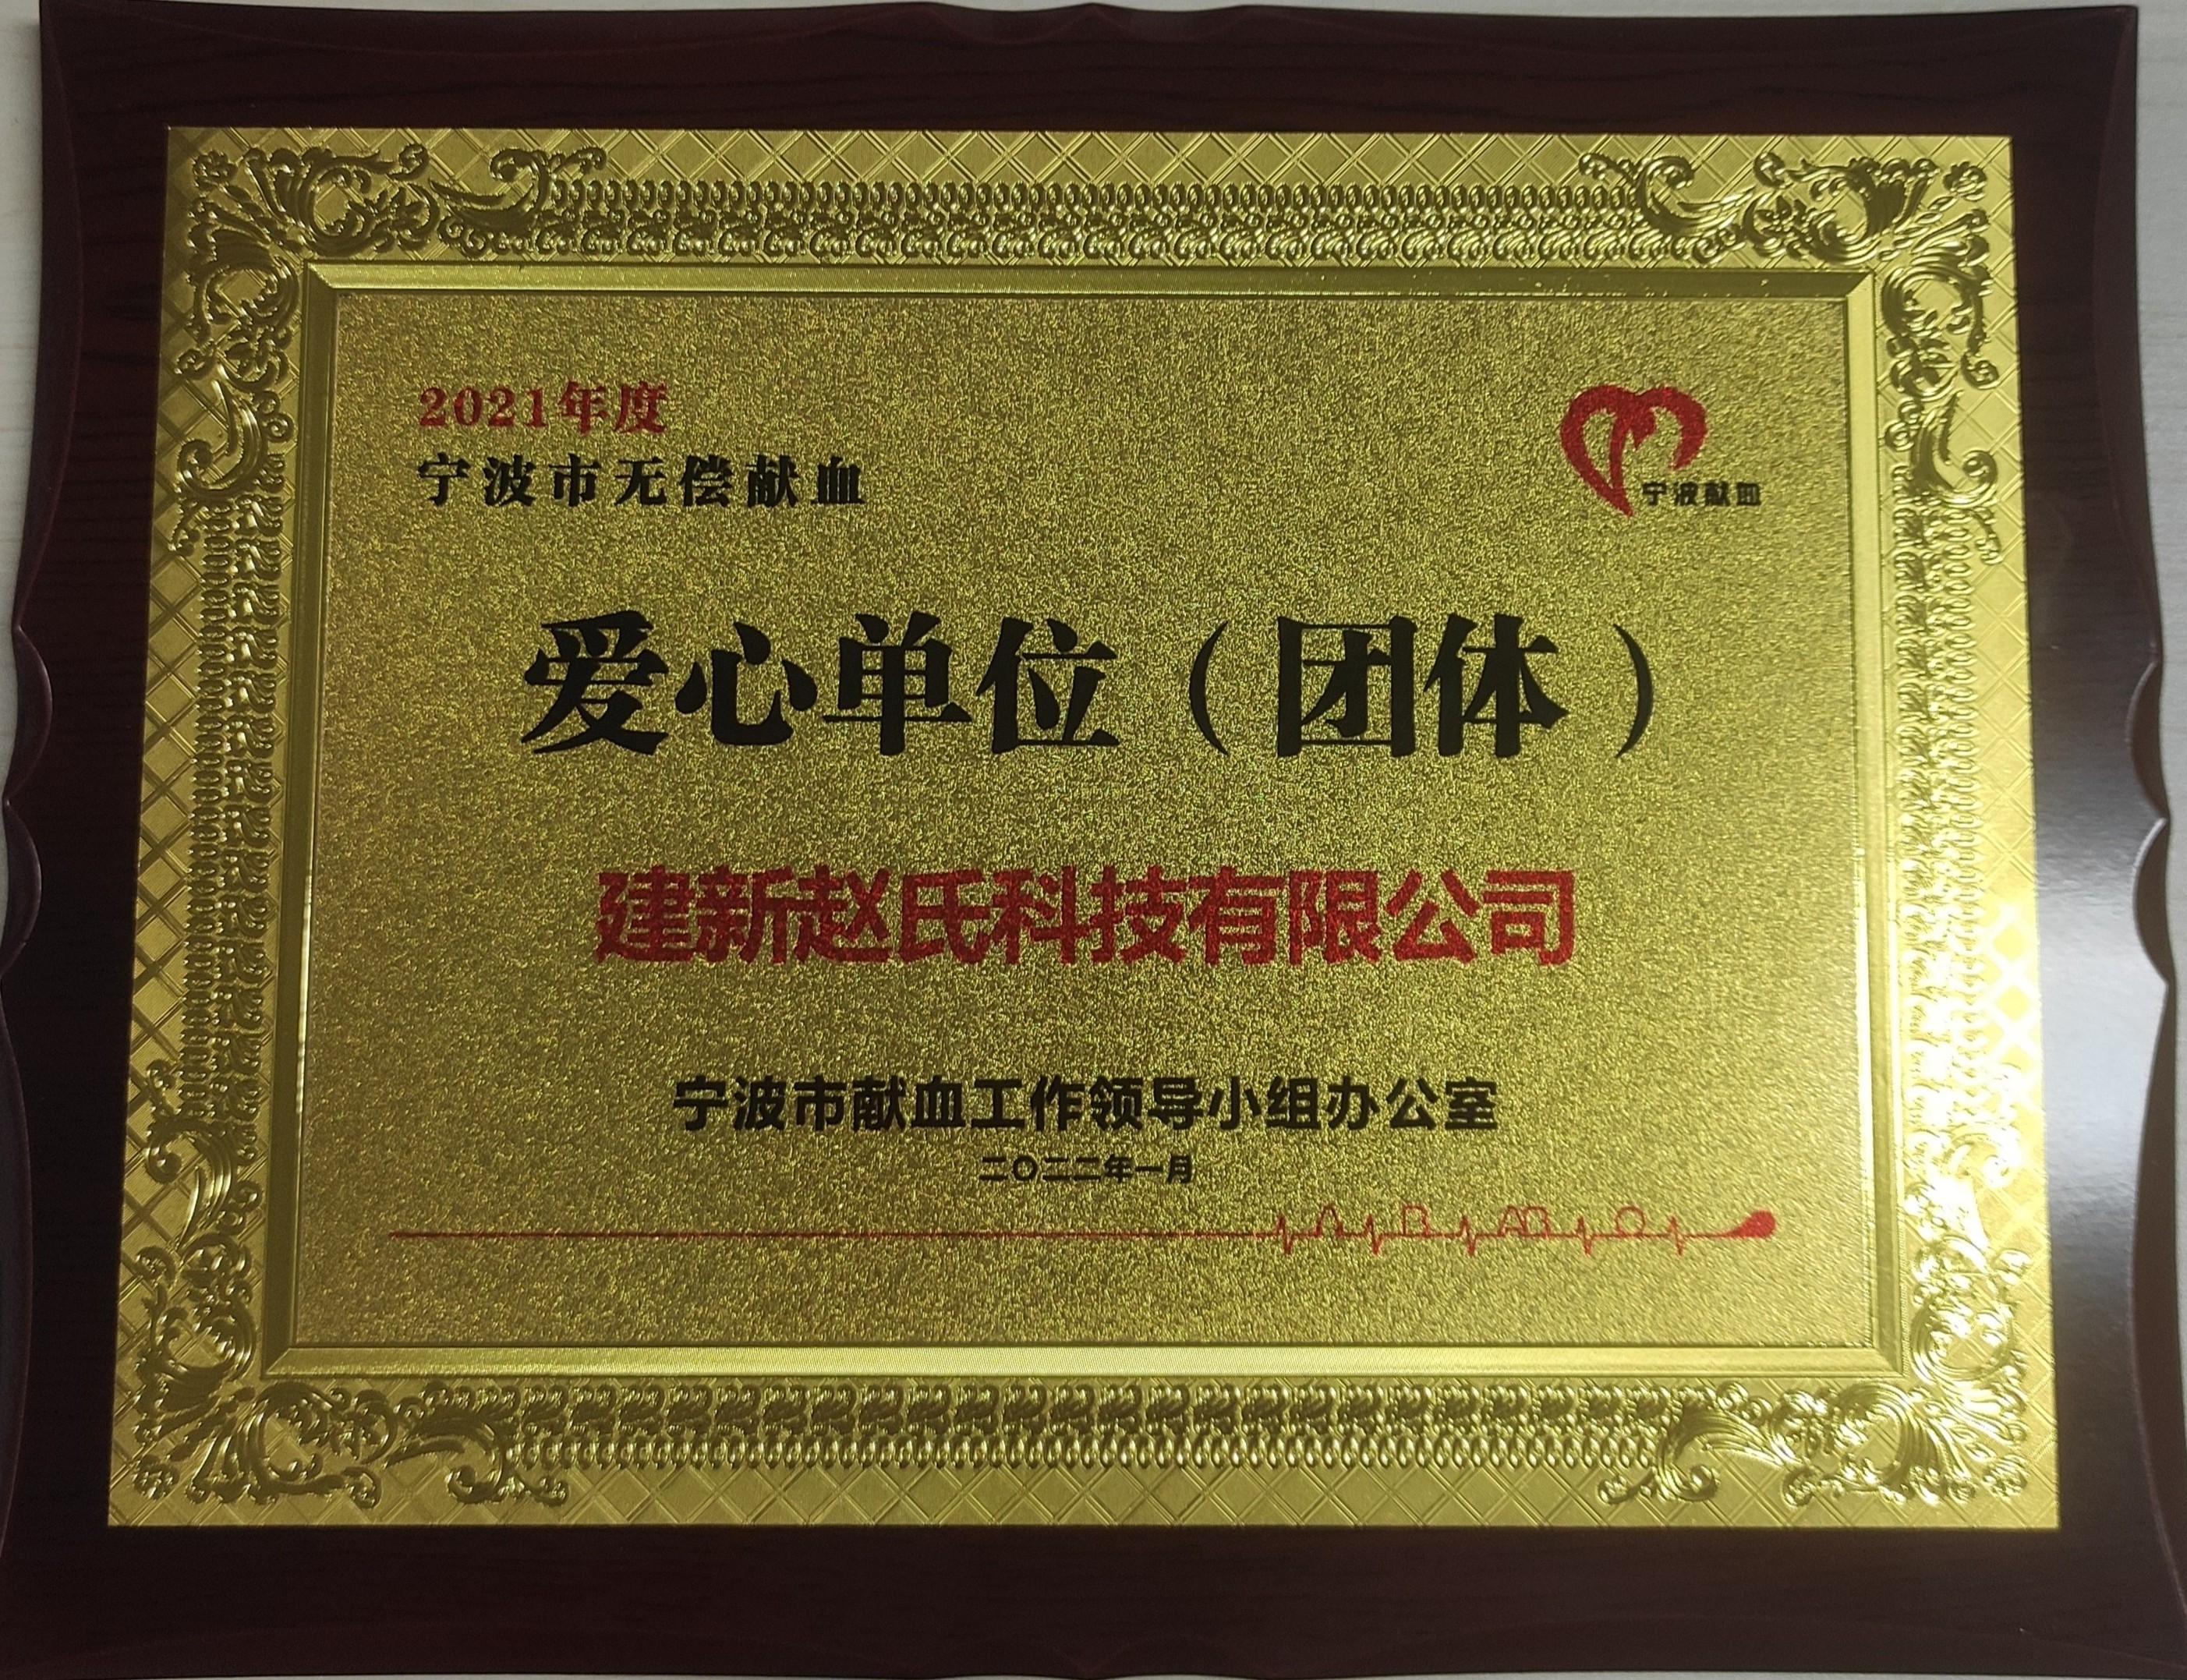 2021年度
宁波市无偿献血
宁波献血
爱心单位（团体）
建新赵氏科技有限公司
宁波市献血工作领导小组办公室
二〇二二年一月
A B AB O